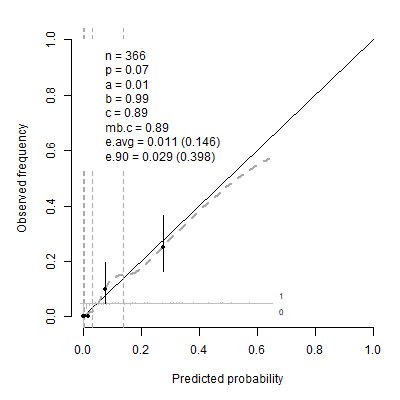 n = 366
p = 0.07
a = 0.01
b = 0.99
c = 0.89
mb.c = 0.89
e.avg = 0.011 (0.146)
e.90 = 0.029 (0.398)
1.0
0.8
0.6
0.4
0.2
0.0
Observed frequency
1
0
0.0 0.2 0.4 0.6 0.8 1.0
Predicted probability